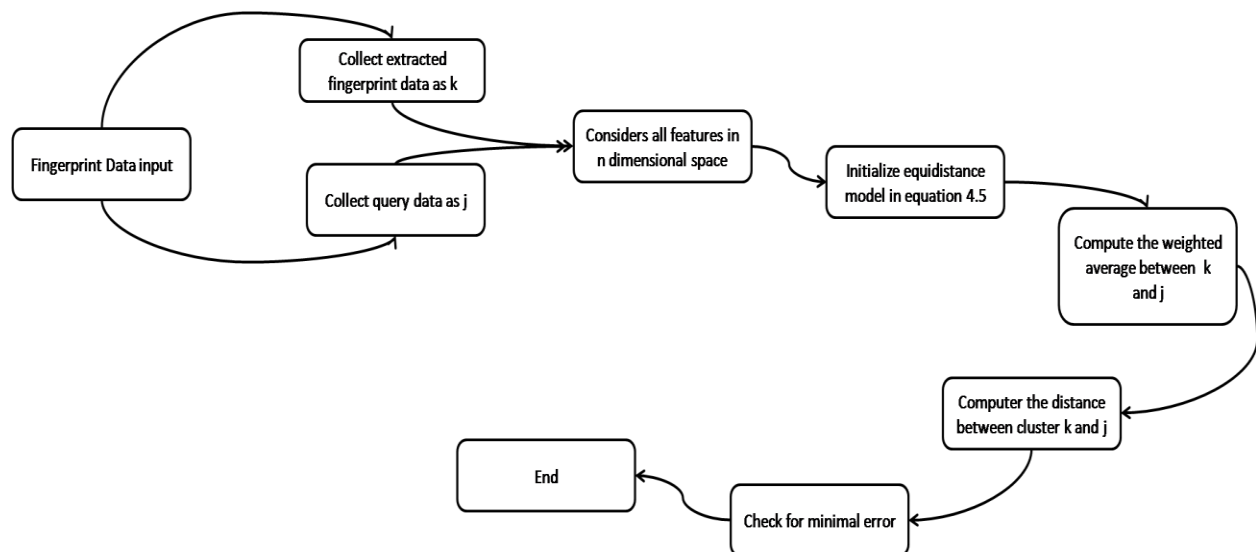 Collect extracted
fingerprint data as k
Fingerprint Data input
Collect query data as j
Considers all features in
n dimensional space
Initialize equidistance
model in equation 4.5
Compute the weighted
average between k
and j
Computer the distance
between cluster k and j
Check for minimal error
End